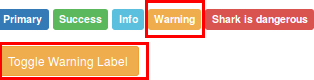 Primary Success Info Warning Shark is dangerous
Toggle Warning Label